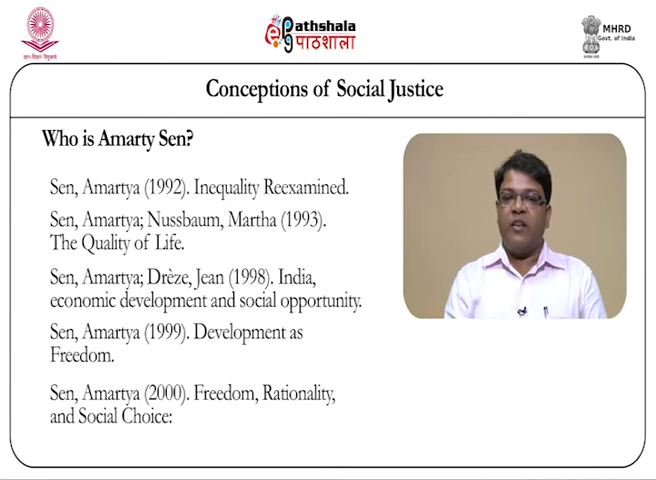 Pathshala
पाठशाला
MHRD
Govt. of India
Conceptions of Social Justice
Who is Amarty Sen?
Sen, Amartya (1992). Inequality Reexamined.
Sen, Amartya; Nussbaum, Martha (1993).
The Quality of Life.
Sen, Amartya; Drèze, Jean (1998). India,
economic development and social opportunity.
Sen, Amartya (1999). Development as
Freedom.
Sen, Amartya (2000). Freedom, Rationality,
and Social Choice: